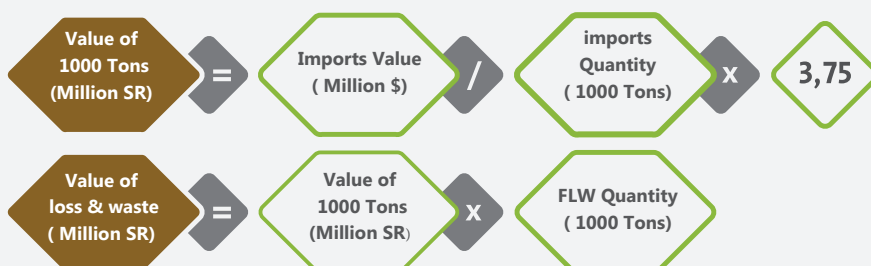 Value of
1000 Tons
(Million SR)
=
Imports Value
( Million $)
/
imports
Quantity
( 1000 Tons)
x
3,75
Value of
loss & waste
( Million SR)
=
Value of
1000 Tons
(Million SR)
x
FLW Quantity
( 1000 Tons)